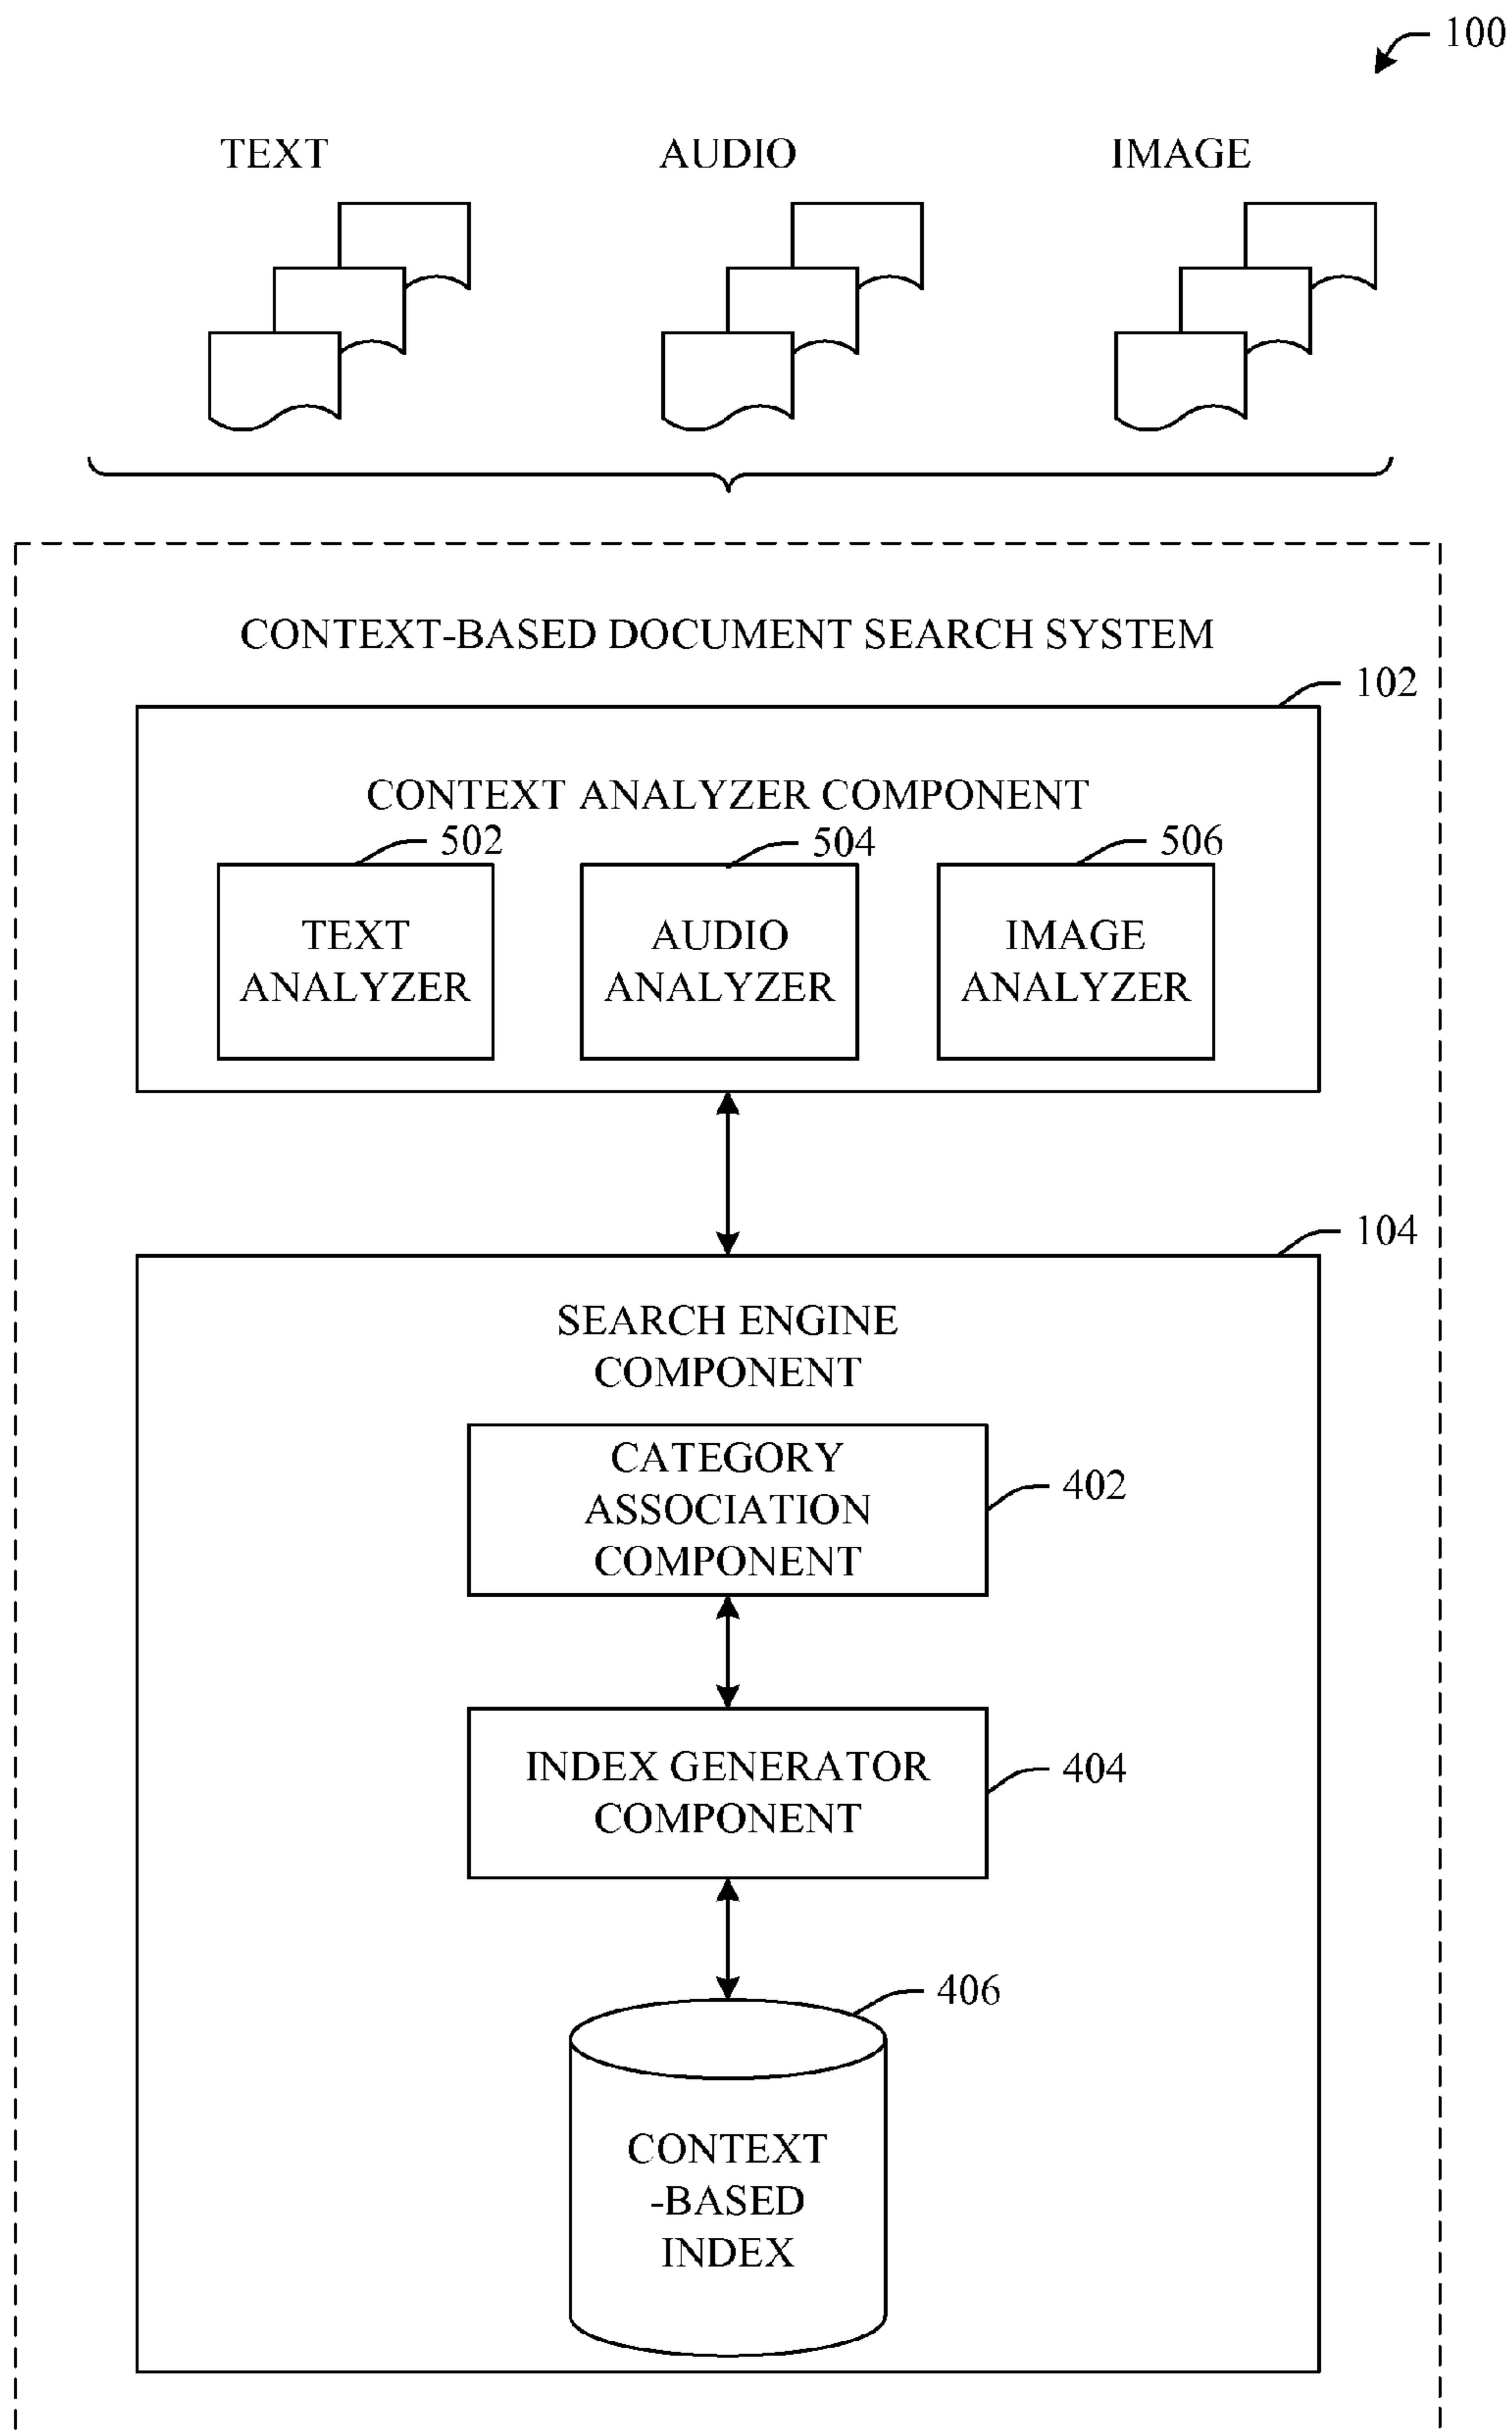 100
TEXT
AUDIO
IMAGE
CONTEXT-BASED DOCUMENT SEARCH SYSTEM
102
CONTEXT ANALYZER COMPONENT
502
504
506
TEXT
ANALYZER
AUDIO
ANALYZER
IMAGE
ANALYZER
104
SEARCH ENGINE
COMPONENT
CATEGORY
ASSOCIATION
COMPONENT
402
INDEX GENERATOR
COMPONENT
404
406
CONTEXT
-BASED
INDEX